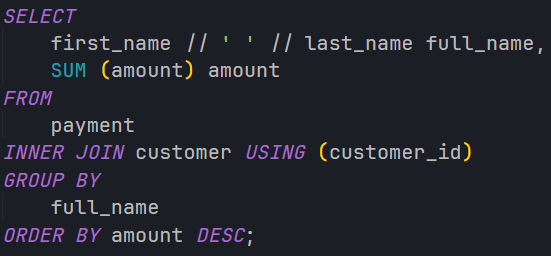 SELECT
first_name // ' ' // last_name full_name,
SUM (amount) amount
FROM
payment
INNER JOIN customer USING (customer_id)
GROUP BY
full_name
ORDER BY amount DESC;